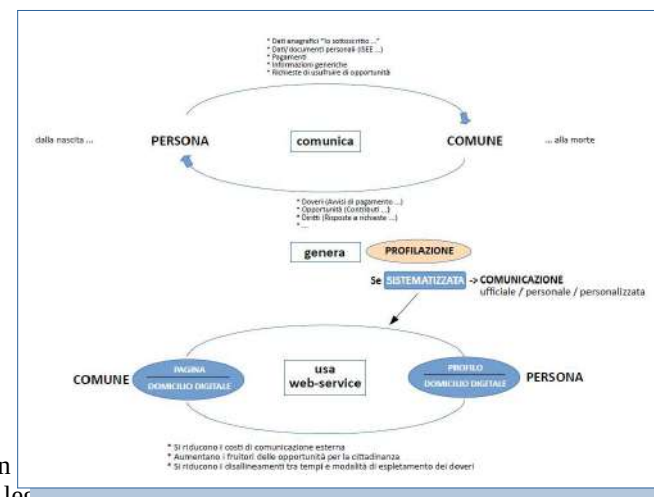 * Dati anagrafici "Io sottoscritto ..."
* Dati/documenti personali (ISEE ...)
* Pagamenti
* Informazioni generiche
* Richieste di usufruire di opportunità
dalla nascita ... PERSONA comunica COMUNE ... alla morte
* Doveri (Avvisi di pagamento ...)
* Opportunità (Contributi ...)
* Diritti (Risposte a richieste ...)
* ...
genera PROFILAZIONE
Se SISTEMATIZZATA -> COMUNICAZIONE
ufficiale / personale / personalizzata
COMUNE PAGINA
DOMICILIO DIGITALE
usa
web-service
PROFILO
DOMICILIO DIGITALE
PERSONA
* Si riducono i costi di comunicazione esterna
* Aumentano i fruitori delle opportunità per la cittadinanza
* Si riducono i disallineamenti tra tempi e modalità di espletamento dei doveri